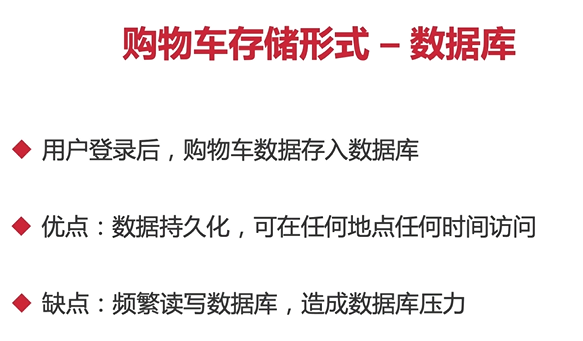 购物车存储形式 – 数据库
用户登录后，购物车数据存入数据库
优点：数据持久化，可在任何地点任何时间访问
缺点：频繁读写数据库，造成数据库压力